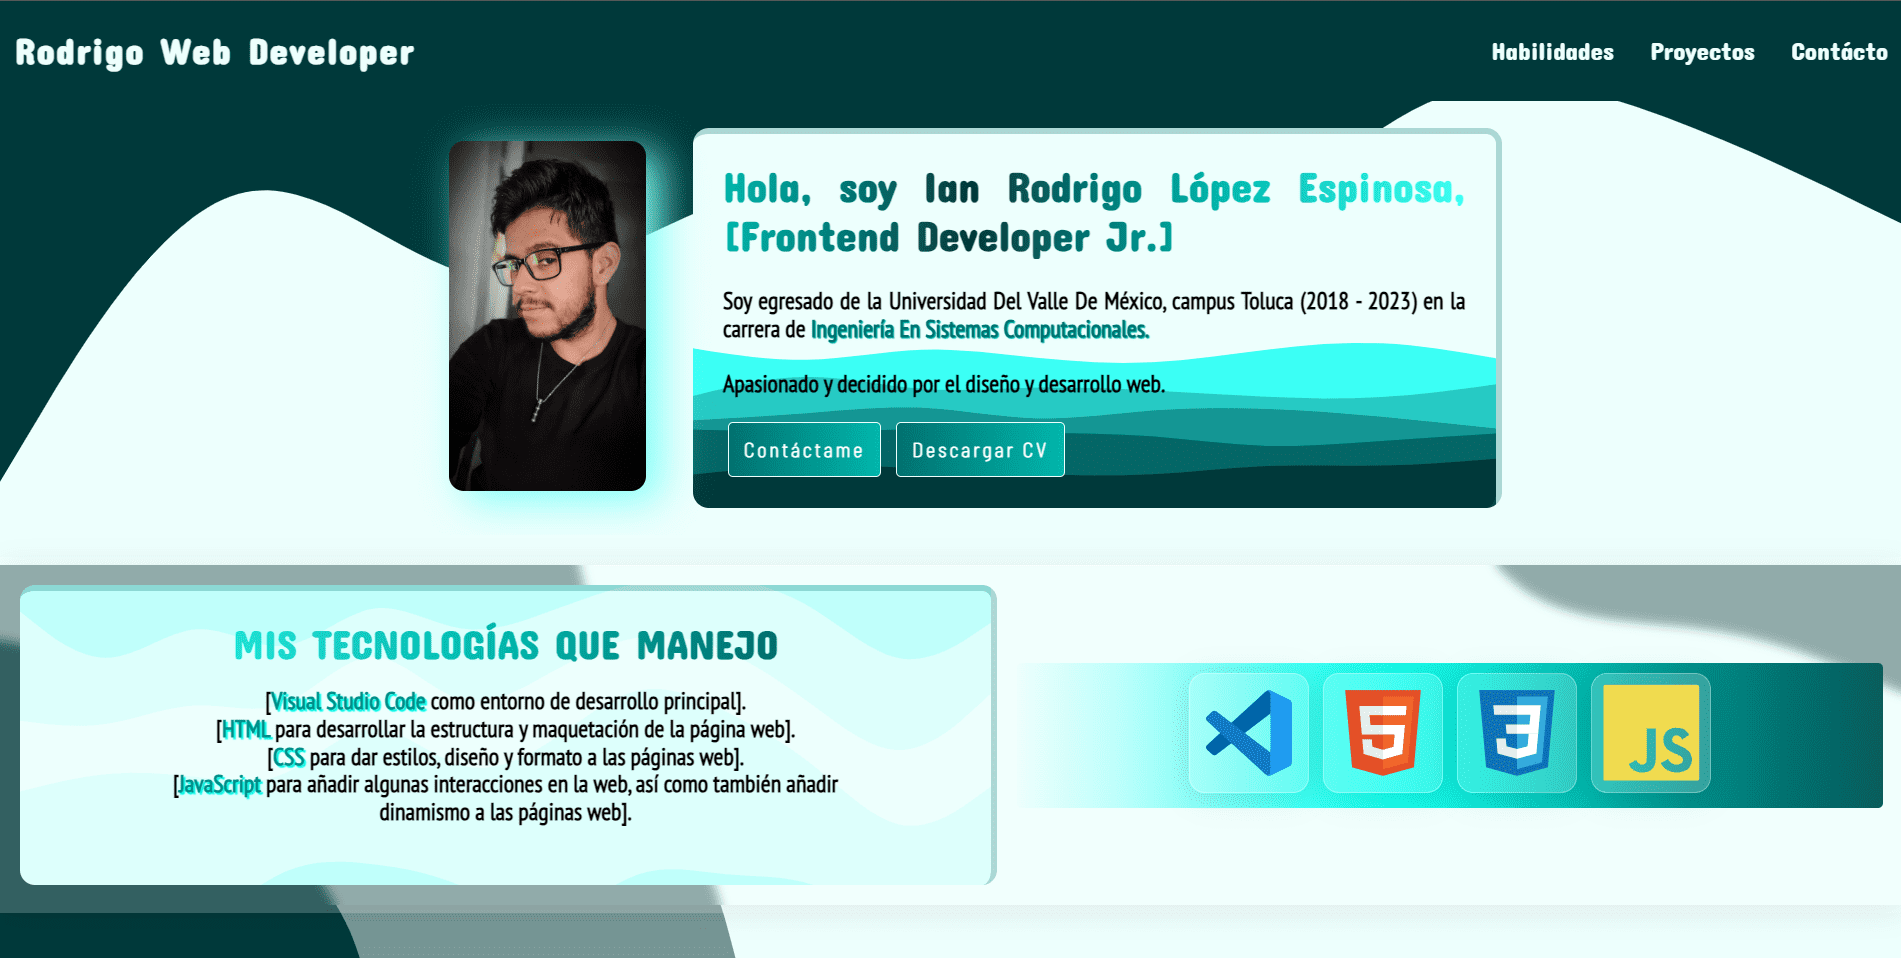 Rodrigo Web Developer
Habilidades Proyectos Contácto
Hola, soy Ian Rodrigo López Espinosa,
[Frontend Developer Jr.]
Soy egresado de la Universidad Del Valle De México, campus Toluca (2018 - 2023) en la
carrera de Ingeniería En Sistemas Computacionales.
Apasionado y decidido por el diseño y desarrollo web.
Contáctame Descargar CV
MIS TECNOLOGÍAS QUE MANEJO
[Visual Studio Code como entorno de desarrollo principal].
[HTML para desarrollar la estructura y maquetación de la página web].
[CSS para dar estilos, diseño y formato a las páginas web].
[JavaScript para añadir algunas interacciones en la web, así como también añadir
dinamismo a las páginas web].
5 3 JS